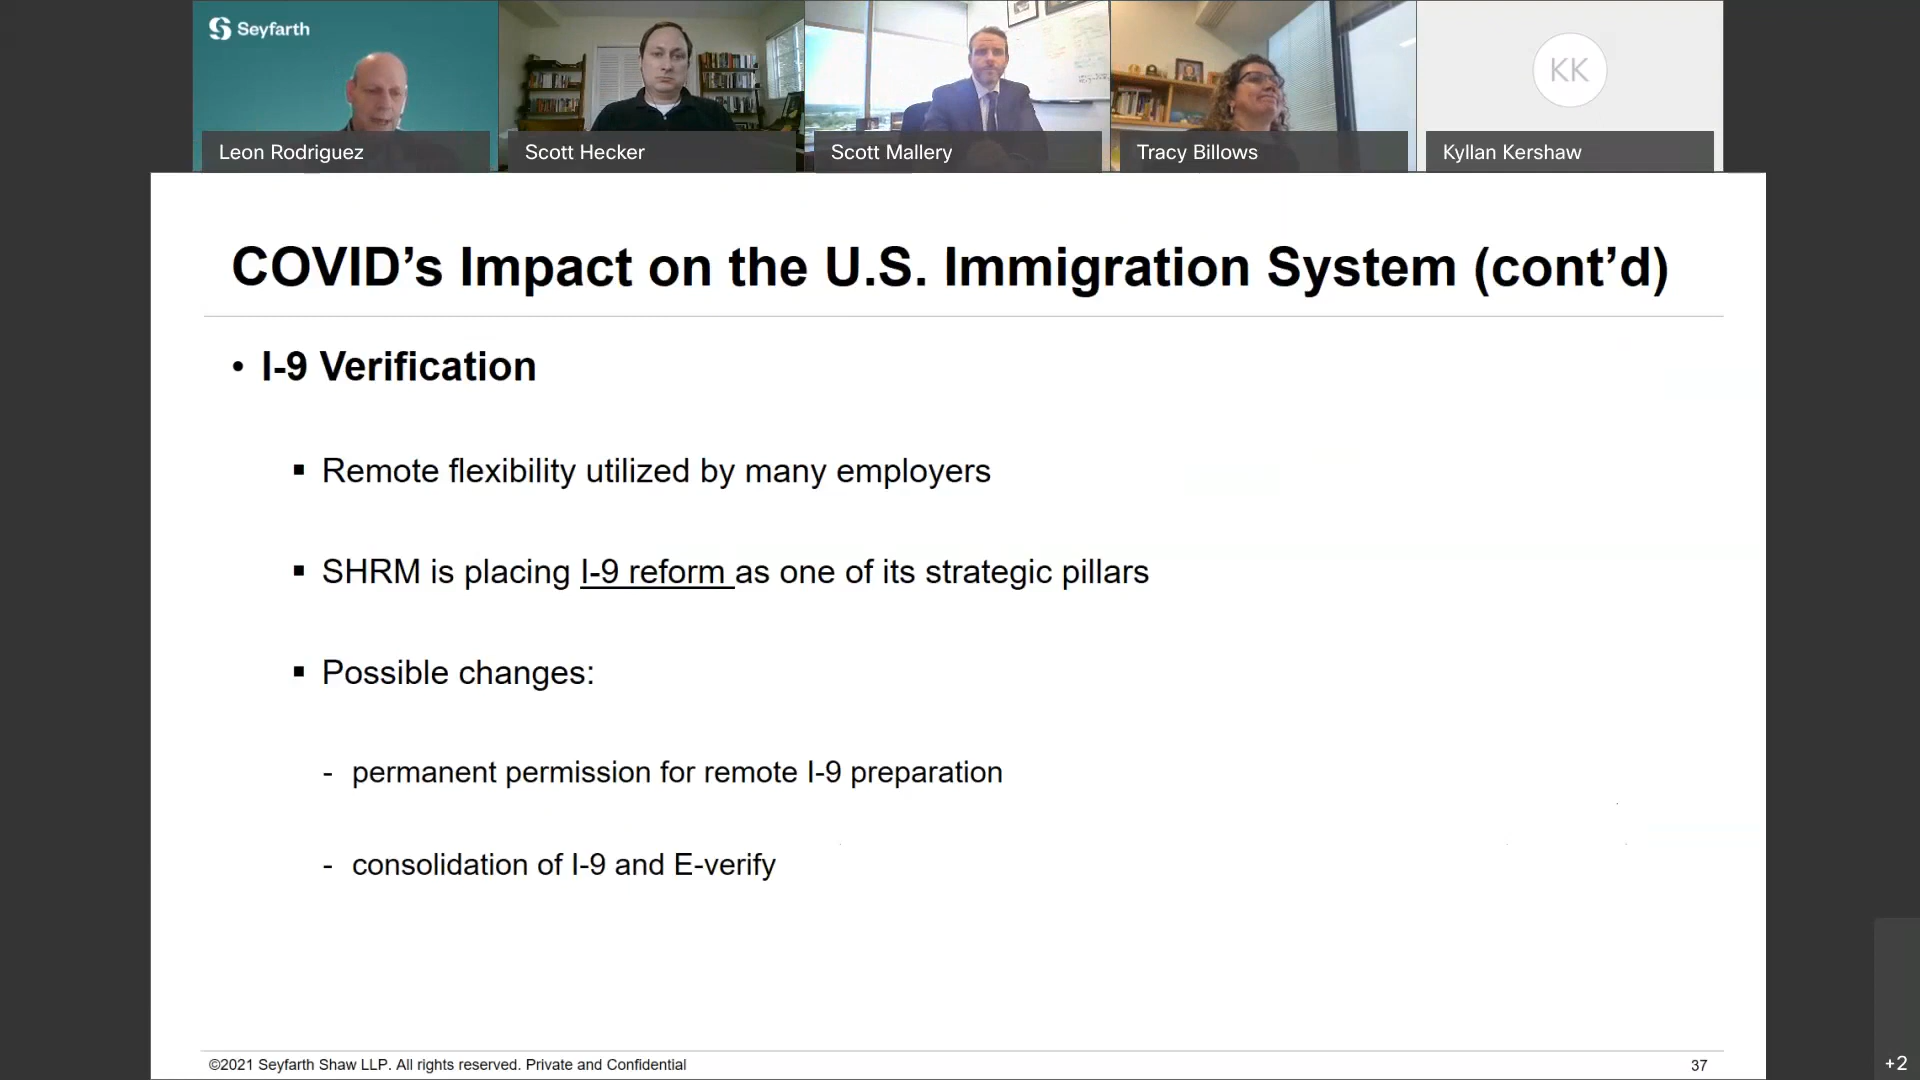 Seyfarth
Leon Rodriguez
Scott Hecker
Scott Mallery
Tracy Billows
KK
Kyllan Kershaw
COVID’s Impact on the U.S. Immigration System (cont’d)
• I-9 Verification
▪ Remote flexibility utilized by many employers
▪ SHRM is placing I-9 reform as one of its strategic pillars
▪ Possible changes:
- permanent permission for remote I-9 preparation
- consolidation of I-9 and E-verify
©2021 Seyfarth Shaw LLP. All rights reserved. Private and Confidential
37
+2